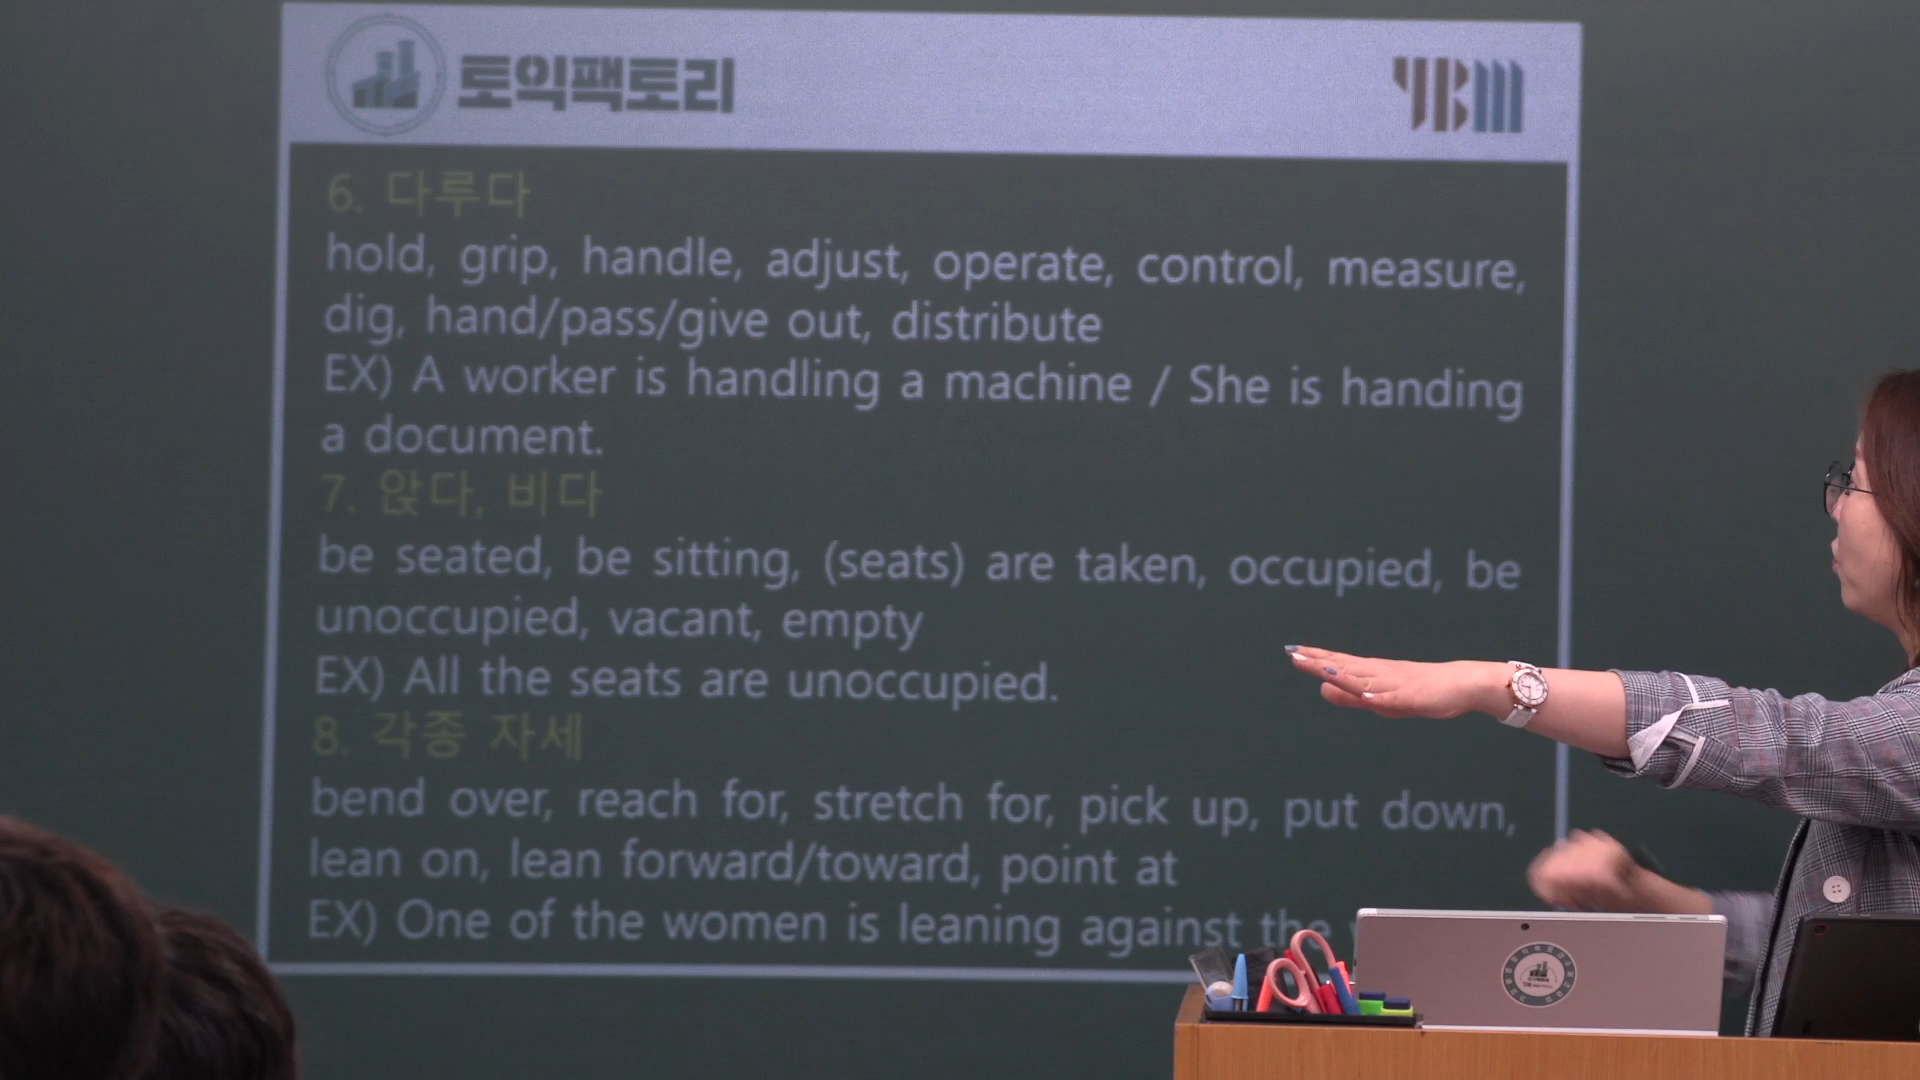 토익팩토리
YBM
6. 다루다
hold, grip, handle, adjust, operate, control, measure,
dig, hand/pass/give out, distribute
EX) A worker is handling a machine / She is handing
a document.
7. 앉다, 비다
be seated, be sitting, (seats) are taken, occupied, be
unoccupied, vacant, empty
EX) All the seats are unoccupied.
8. 각종 자세
bend over, reach for, stretch for, pick up, put down,
lean on, lean forward/toward, point at
EX) One of the women is leaning against the